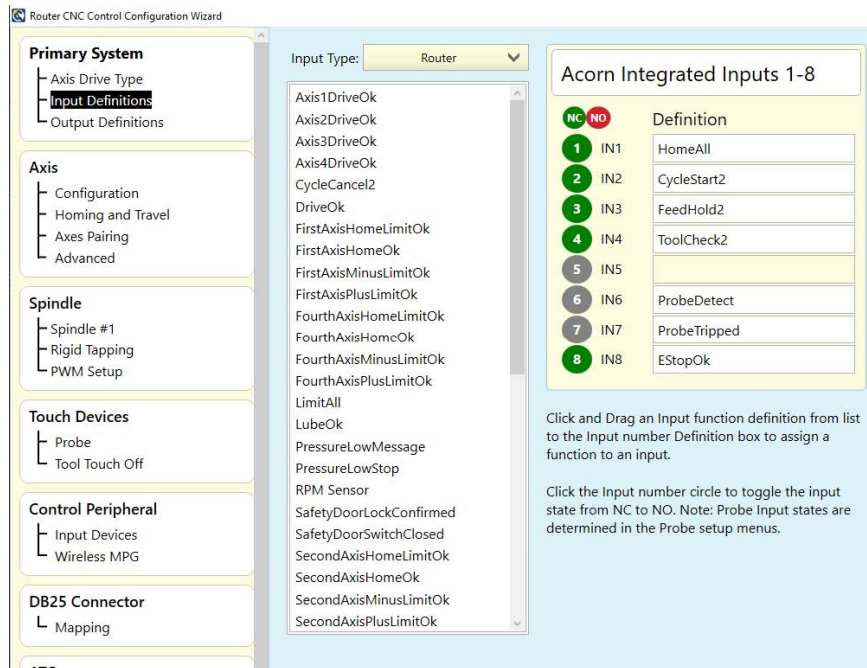 Router CNC Control Configuration Wizard
Primary System
Axis Drive Type
Input Definitions
Output Definitions
Axis
Configuration
Homing and Travel
Axes Pairing
Advanced
Spindle
Spindle #1
Rigid Tapping
PWM Setup
Touch Devices
Probe
Tool Touch Off
Control Peripheral
Input Devices
Wireless MPG
DB25 Connector
Mapping
Input Type: Router
Axis1DriveOk
Axis2DriveOk
Axis3DriveOk
Axis4DriveOk
CycleCancel2
DriveOk
FirstAxisHomeLimitOk
FirstAxisHomeOk
FirstAxisMinusLimitOk
FirstAxisPlusLimitOk
FourthAxisHomeLimitOk
FourthAxisHomeOk
FourthAxisMinusLimitOk
FourthAxisPlusLimitOk
LimitAll
LubeOk
PressureLowMessage
PressureLowStop
RPM Sensor
SafetyDoorLockConfirmed
SafetyDoorSwitchClosed
SecondAxisHomeLimitOk
SecondAxisHomeOk
SecondAxisMinusLimitOk
SecondAxisPlusLimitOk
Acorn Integrated Inputs 1-8
NC NO Definition
1 IN1 HomeAll
2 IN2 CycleStart2
3 IN3 FeedHold2
4 IN4 ToolCheck2
5 IN5
6 IN6 ProbeDetect
7 IN7 ProbeTripped
8 IN8 EStopOk
Click and Drag an Input function definition from list
to the Input number Definition box to assign a
function to an input.
Click the Input number circle to toggle the input
state from NC to NO. Note: Probe Input states are
determined in the Probe setup menus.